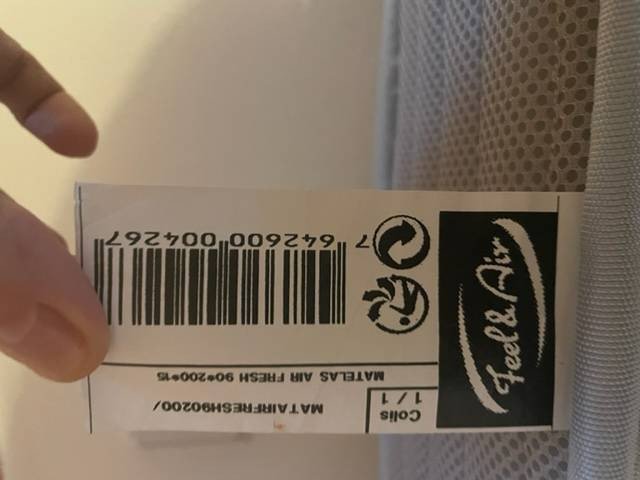 Feel & Air
Colis
1 / 1
MATAIRFRESH90200/
MATELAS AIR FRESH 90*200*15
7 642600 004267